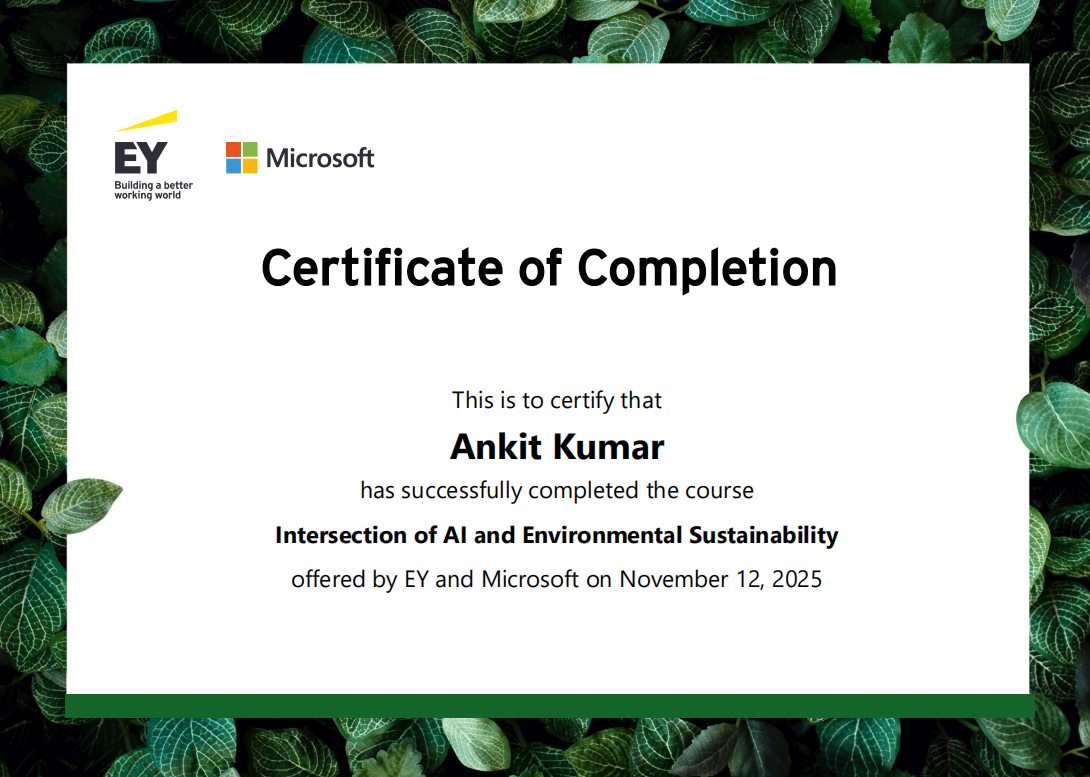 EY
Building a better
working world
Microsoft
Certificate of Completion
This is to certify that
Ankit Kumar
has successfully completed the course
Intersection of AI and Environmental Sustainability
offered by EY and Microsoft on November 12, 2025